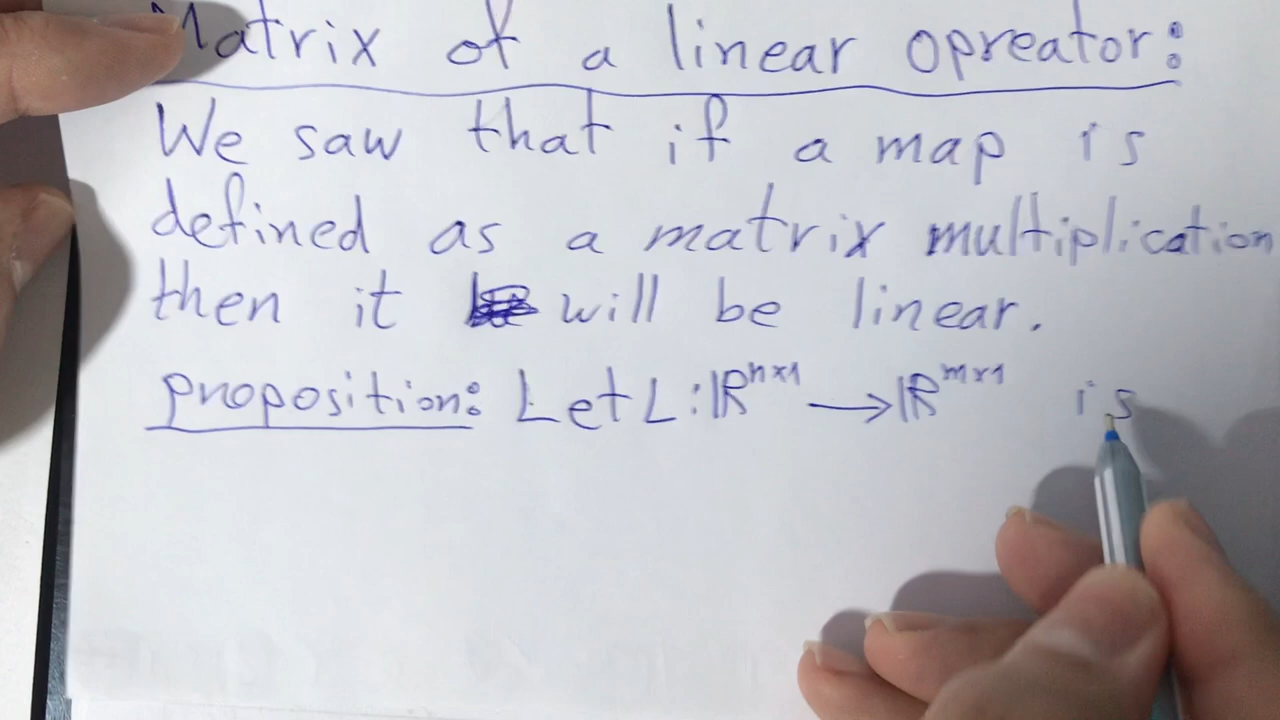 Matrix of a linear opreator:
We saw that if a map is
defined as a matrix multiplication
then it will be linear.
proposition: Let L : ℝⁿˣ¹ → ℝᵐˣ¹ is